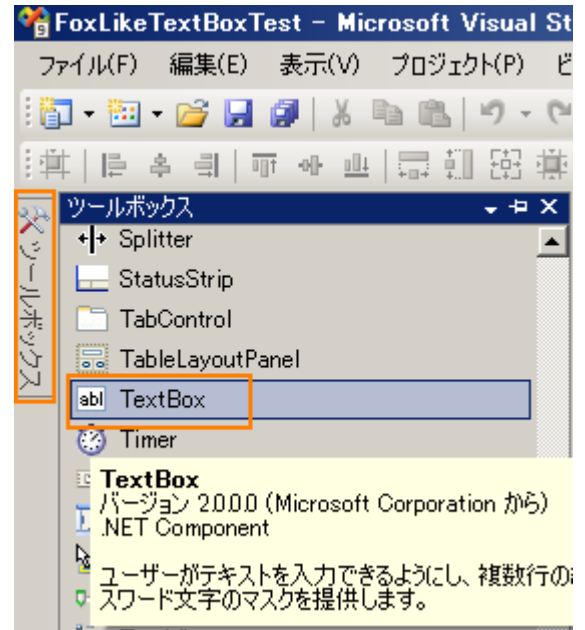 FoxLikeTextBoxTest - Microsoft Visual St
ファイル(F) 編集(E) 表示(V) プロジェクト(P) ビ
ツールボックス
ツールボックス
Splitter
StatusStrip
TabControl
TableLayoutPanel
abl TextBox
Timer
TextBox
バージョン 2.0.0.0 (Microsoft Corporation から)
.NET Component
ユーザーがテキストを入力できるようにし、複数行の
スワード文字のマスクを提供します。